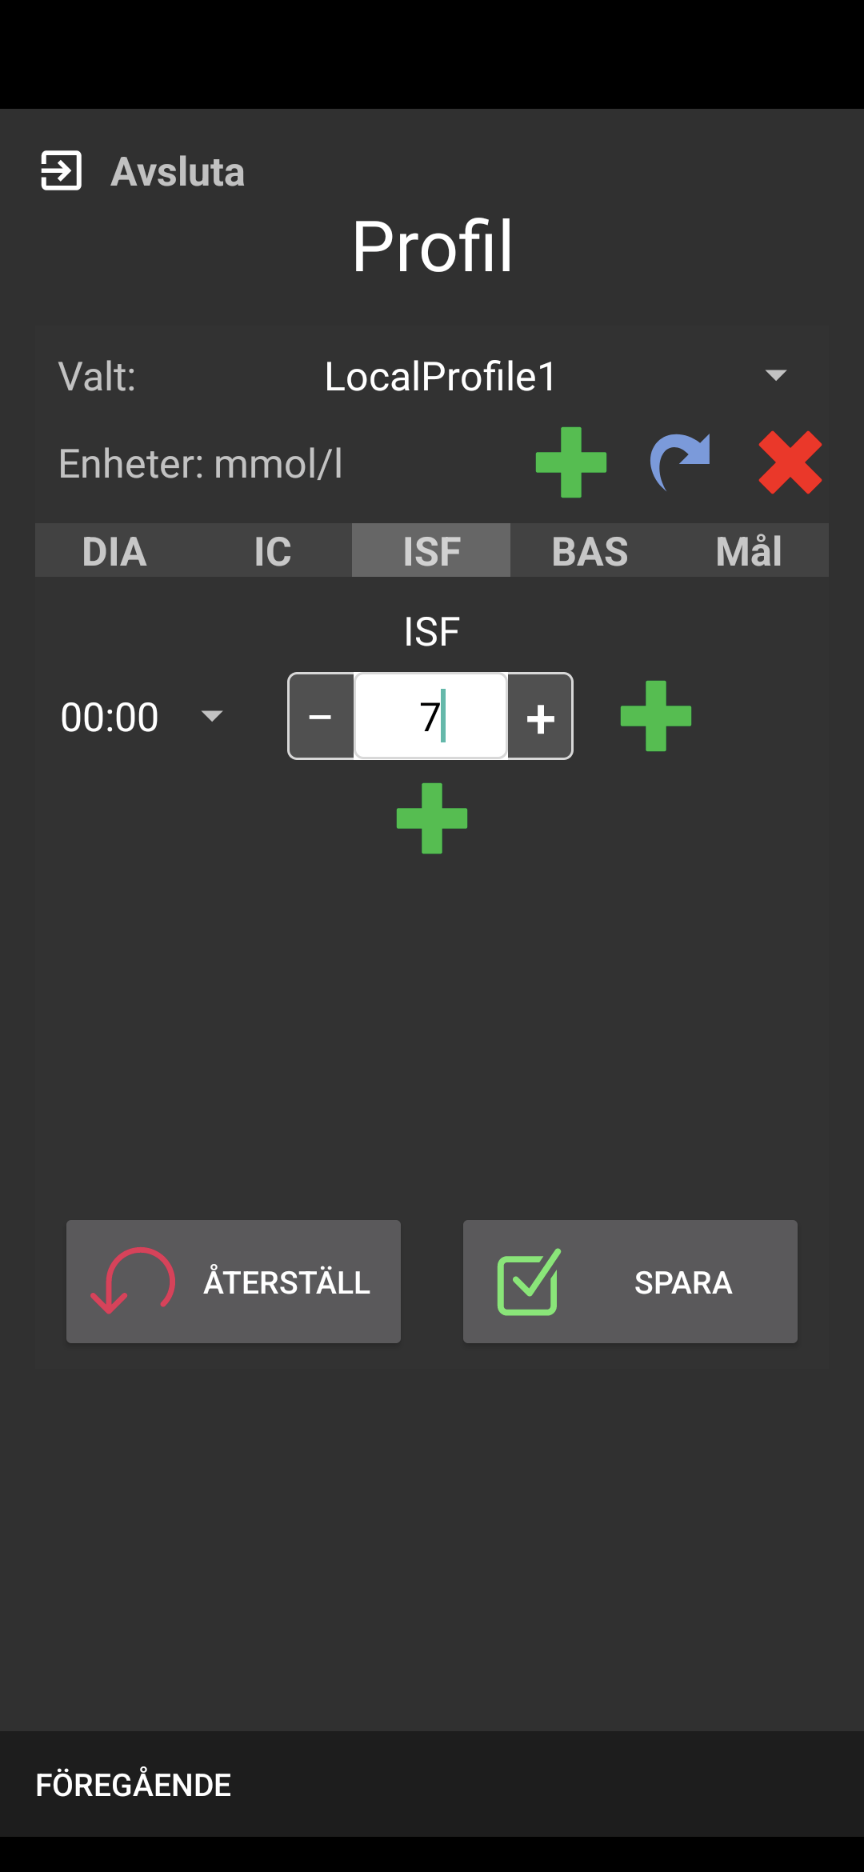 Avsluta
Profil
Valt: LocalProfile1
Enheter: mmol/l
DIA IC ISF BAS Mål
ISF
00:00 − 7 +
ÅTERSTÄLL SPARA
FÖREGÅENDE